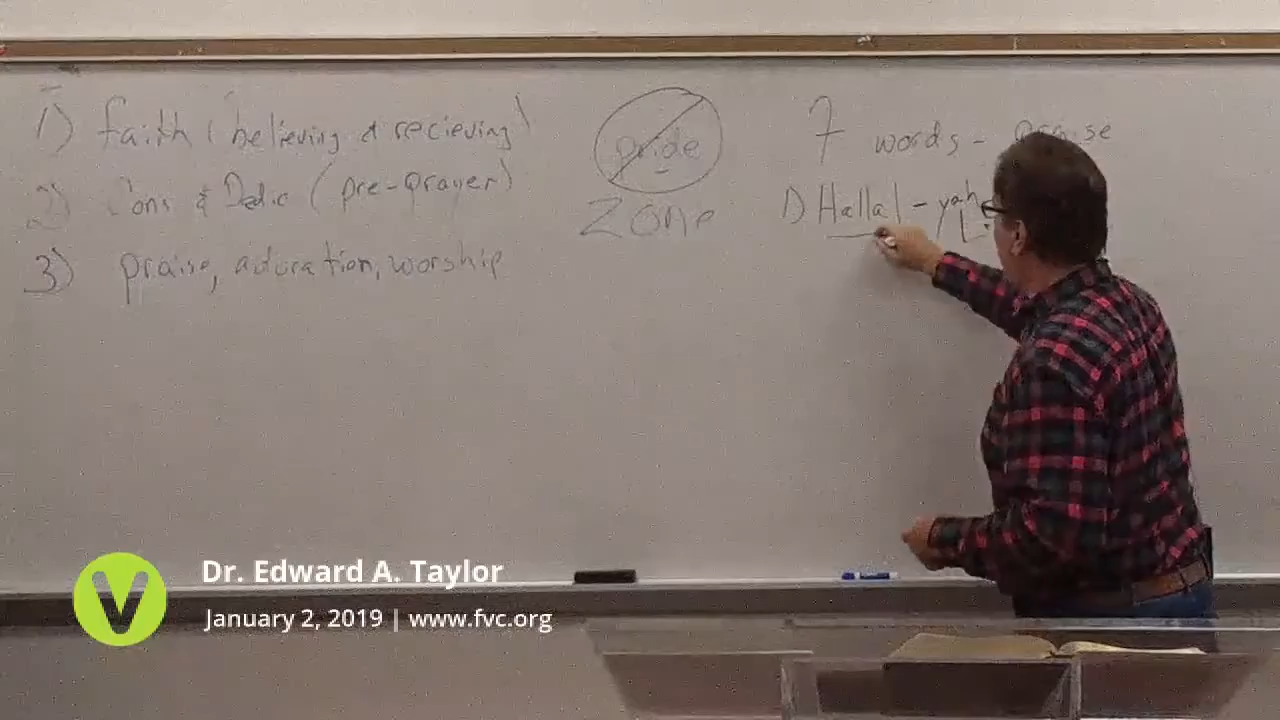 1) faith (believing & recieving)
2) Cons & Dedic (pre-prayer)
3) praise, adoration, worship
pride
ZONE
7 words - praise
1) Hallal - yah
V
Dr. Edward A. Taylor
January 2, 2019 | www.fvc.org